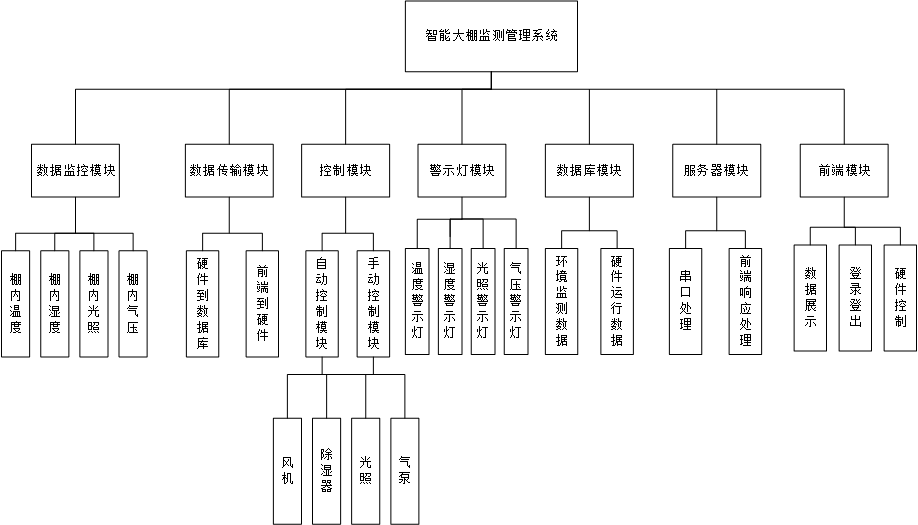 智能大棚监测管理系统
数据监控模块
数据传输模块
控制模块
警示灯模块
数据库模块
服务器模块
前端模块
棚内温度
棚内湿度
棚内光照
棚内气压
硬件到数据库
前端到硬件
自动控制模块
手动控制模块
温度警示灯
湿度警示灯
光照警示灯
气压警示灯
环境监测数据
硬件运行数据
串口处理
前端响应处理
数据展示
登录登出
硬件控制
风机
除湿器
光照
气泵